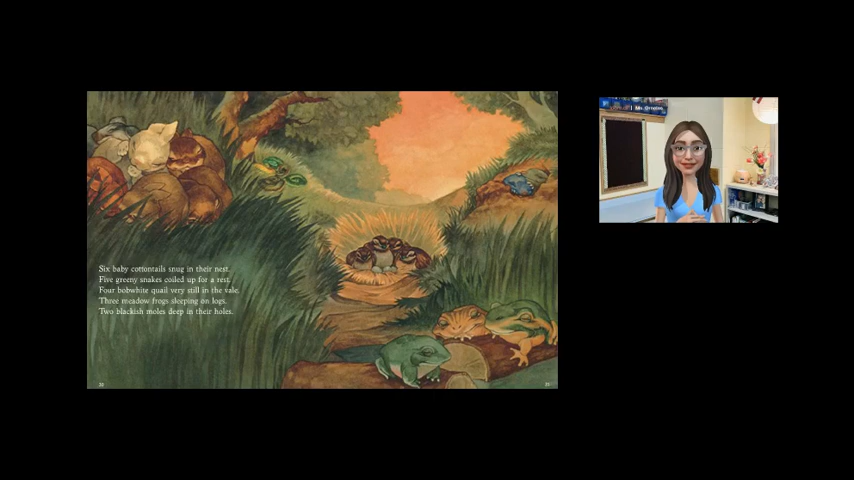 Six baby cottontails snug in their nest.
Five greeny snakes coiled up for a rest.
Four bobwhite quail very still in the vale.
Three meadow frogs sleeping on logs.
Two blackish moles deep in their holes.